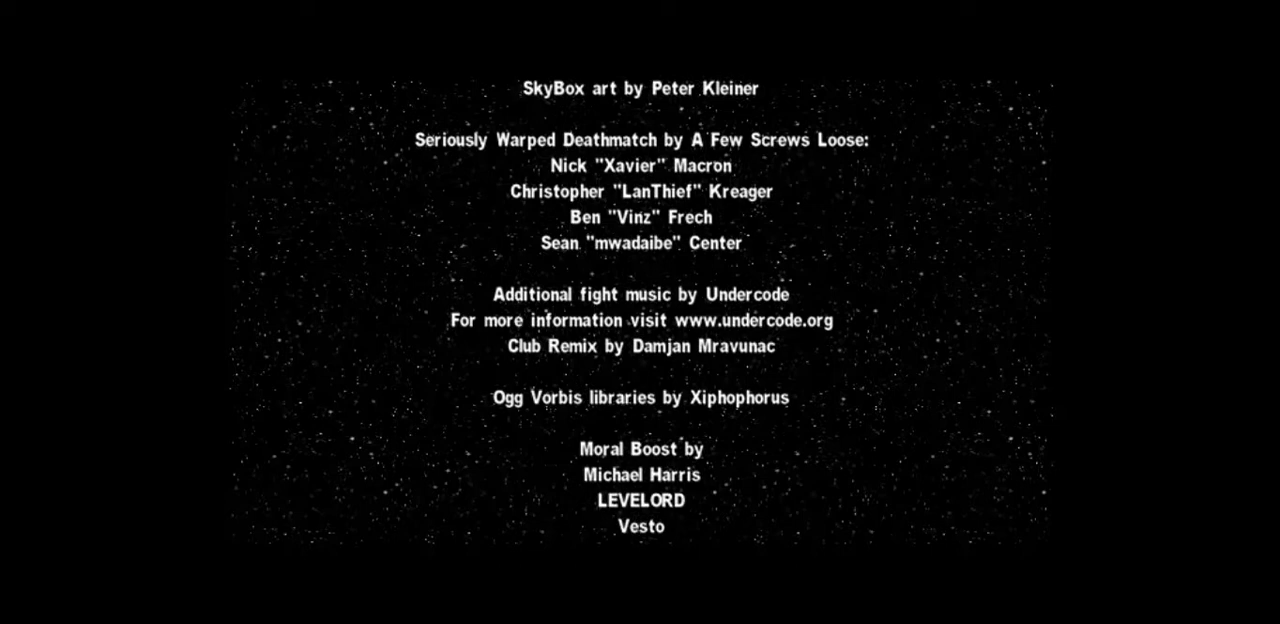 SkyBox art by Peter Kleiner
Seriously Warped Deathmatch by A Few Screws Loose:
Nick "Xavier" Macron
Christopher "LanThief" Kreager
Ben "Vinz" Frech
Sean "mwadaibe" Center
Additional fight music by Undercode
For more information visit www.undercode.org
Club Remix by Damjan Mravunac
Ogg Vorbis libraries by Xiphophorus
Moral Boost by
Michael Harris
LEVELORD
Vesto